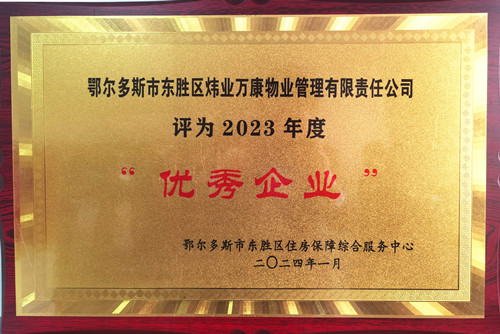 鄂尔多斯市东胜区炜业万康物业管理有限责任公司
评为 2023 年度
“优秀企业”
鄂尔多斯市东胜区住房保障综合服务中心
二〇二四年一月